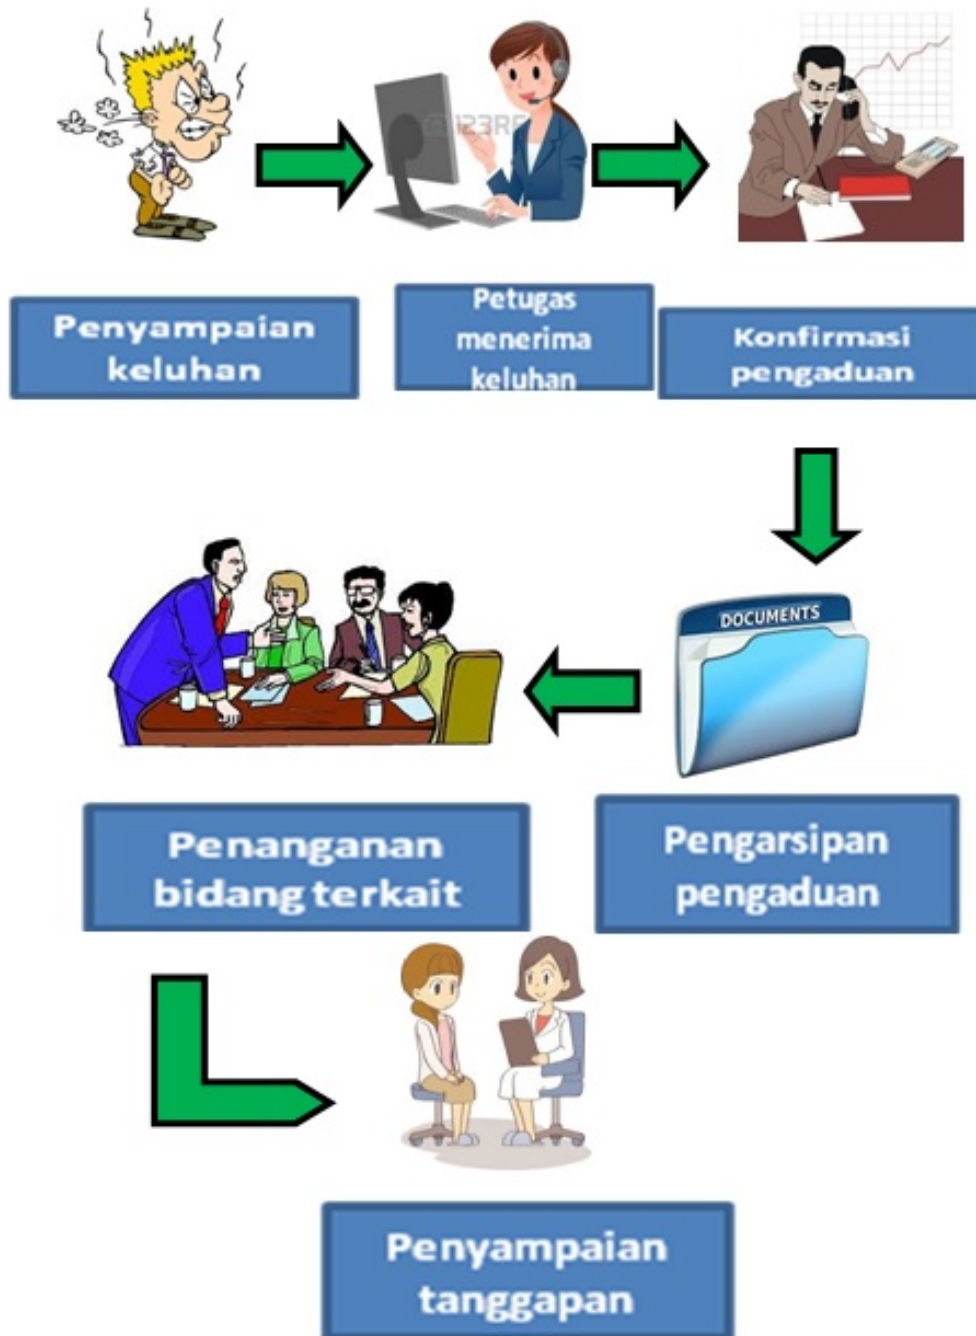 Penyampaian
keluhan
Petugas
menerima
keluhan
Konfirmasi
pengaduan
DOCUMENTS
Penanganan
bidang terkait
Pengarsipan
pengaduan
Penyampaian
tanggapan